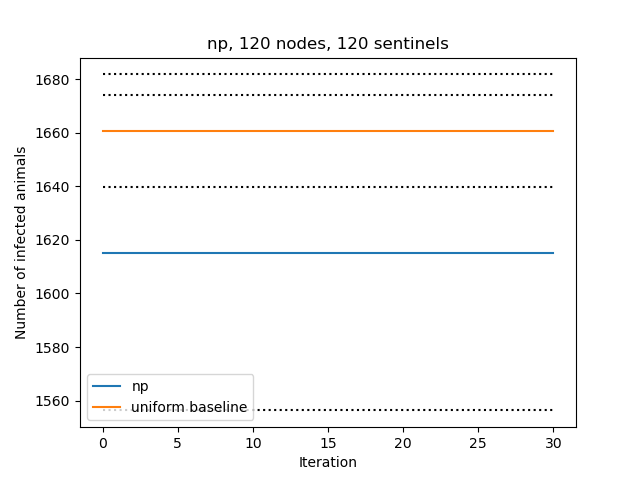 np, 120 nodes, 120 sentinels
Number of infected animals
1680
1660
1640
1620
1600
1580
1560
np
uniform baseline
0 5 10 15 20 25 30
Iteration